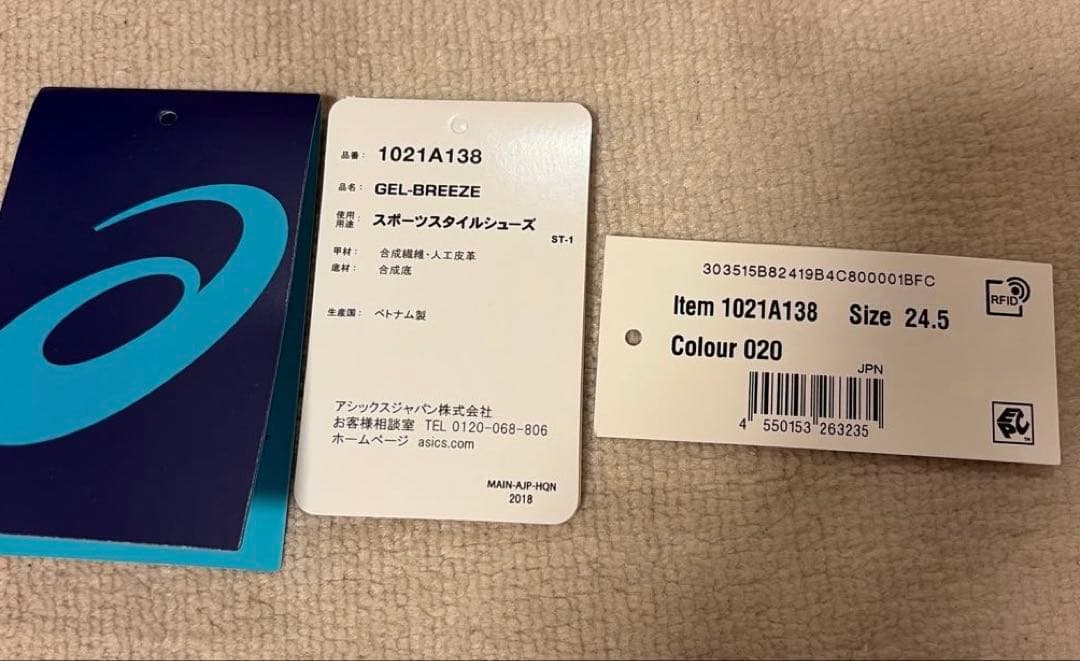 品番: 1021A138
品名: GEL-BREEZE
使用用途: スポーツスタイルシューズ
ST-1
甲材: 合成繊維・人工皮革
底材: 合成底
生産国: ベトナム製
アシックスジャパン株式会社
お客様相談室 TEL 0120-068-806
ホームページ asics.com
MAIN-AJP-HQN
2018
303515B82419B4C800001BFC
RFID
Item 1021A138 Size 24.5
Colour 020
JPN
4 550153 263235
EPC